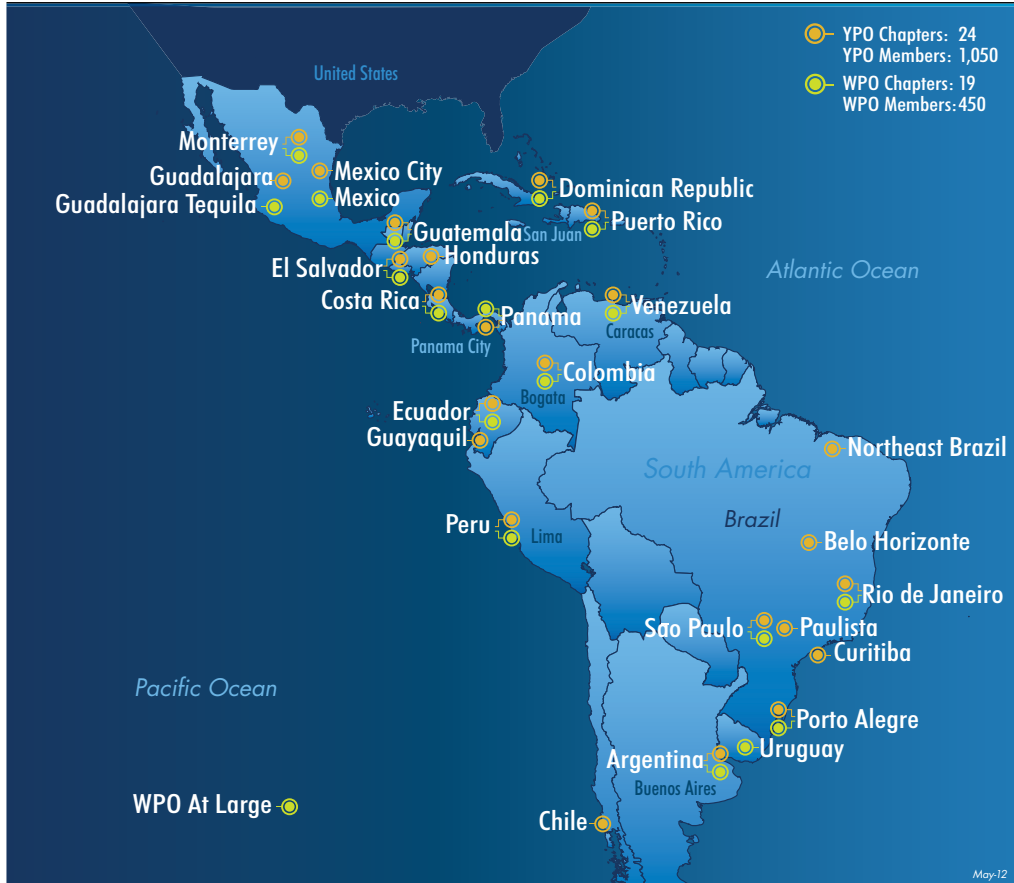 YPO Chapters: 24
YPO Members: 1,050
WPO Chapters: 19
WPO Members: 450
United States
Monterrey
Guadalajara
Mexico City
Guadalajara Tequila
Mexico
Dominican Republic
Puerto Rico
San Juan
Guatemala
Honduras
El Salvador
Costa Rica
Panama
Panama City
Atlantic Ocean
Venezuela
Caracas
Colombia
Bogata
Ecuador
Guayaquil
Northeast Brazil
South America
Brazil
Peru
Lima
Belo Horizonte
Rio de Janeiro
Sao Paulo
Paulista
Curitiba
Pacific Ocean
Porto Alegre
Uruguay
Argentina
Buenos Aires
WPO At Large
Chile
May-12